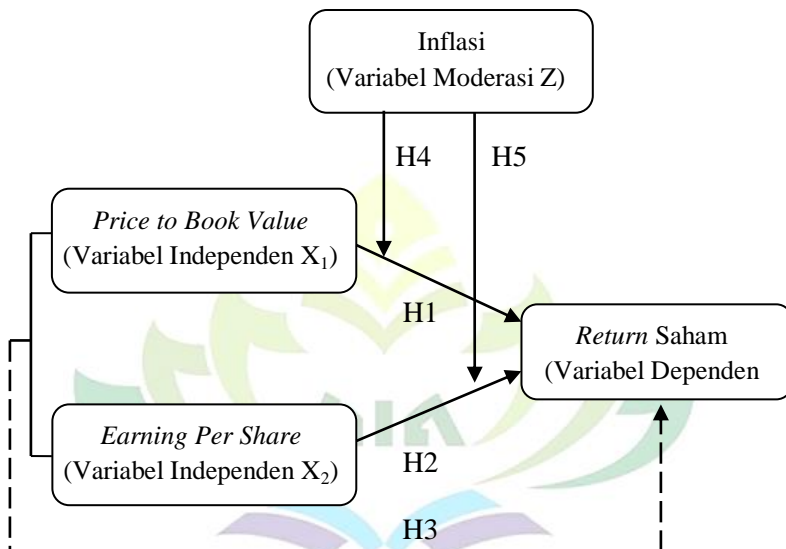 Inflasi
(Variabel Moderasi Z)
H4
H5
Price to Book Value
(Variabel Independen X₁)
H1
Return Saham
(Variabel Dependen
Earning Per Share
(Variabel Independen X₂)
H2
H3